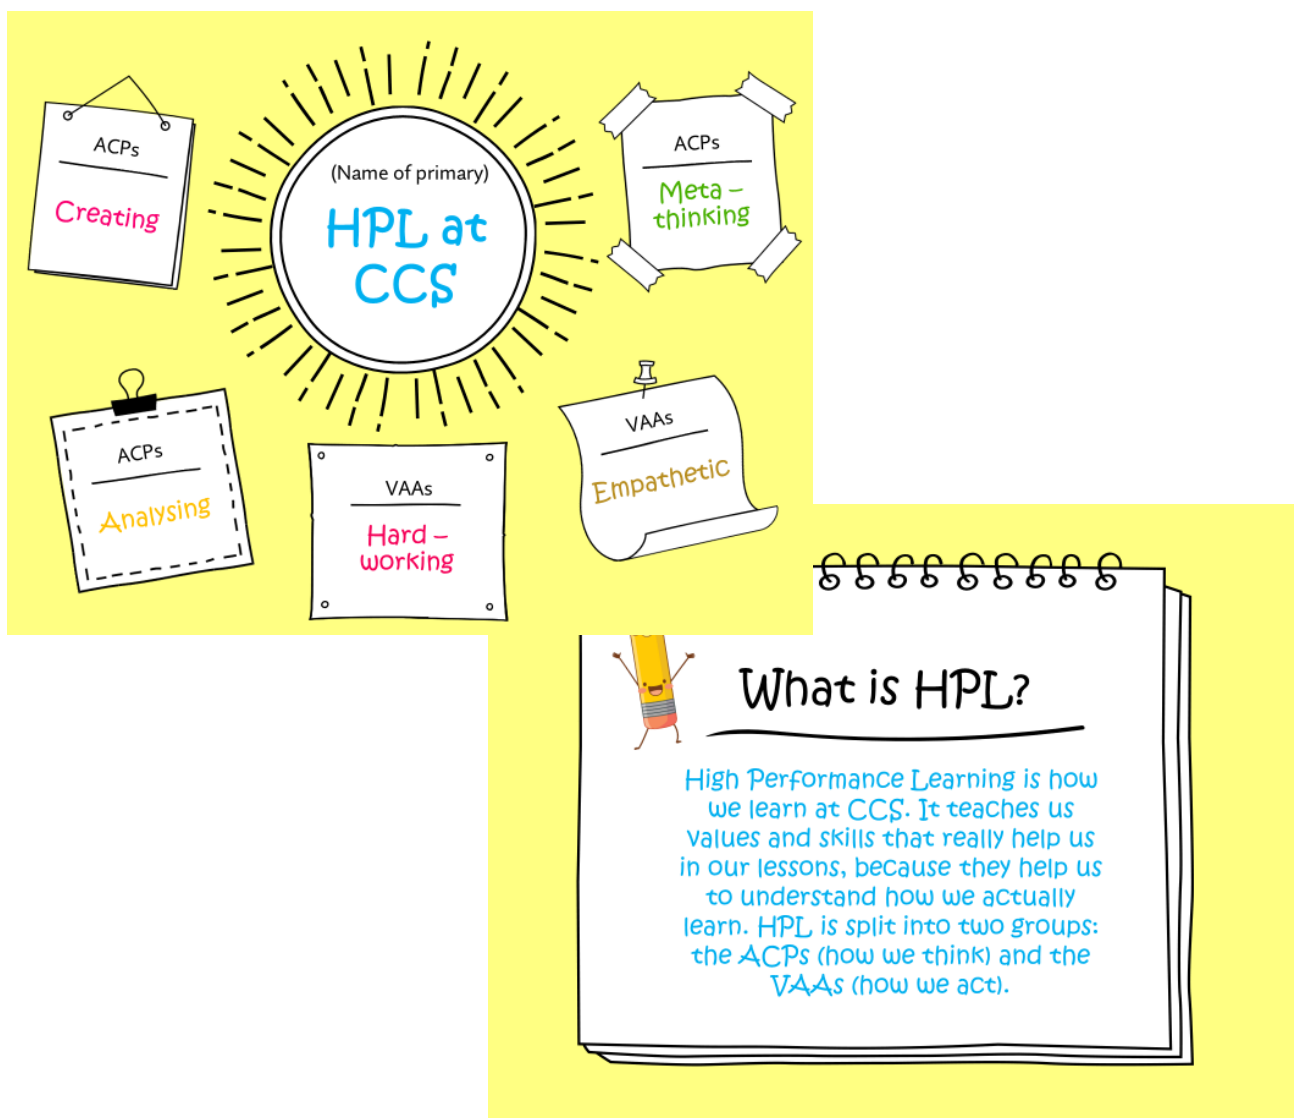 ACPs
Creating
(Name of primary)
HPL at
CCS
ACPs
Meta –
thinking
ACPs
Analysing
VAAs
Hard –
working
VAAs
Empathetic
What is HPL?
High Performance Learning is how
we learn at CCS. It teaches us
values and skills that really help us
in our lessons, because they help us
to understand how we actually
learn. HPL is split into two groups:
the ACPs (how we think) and the
VAAs (how we act).